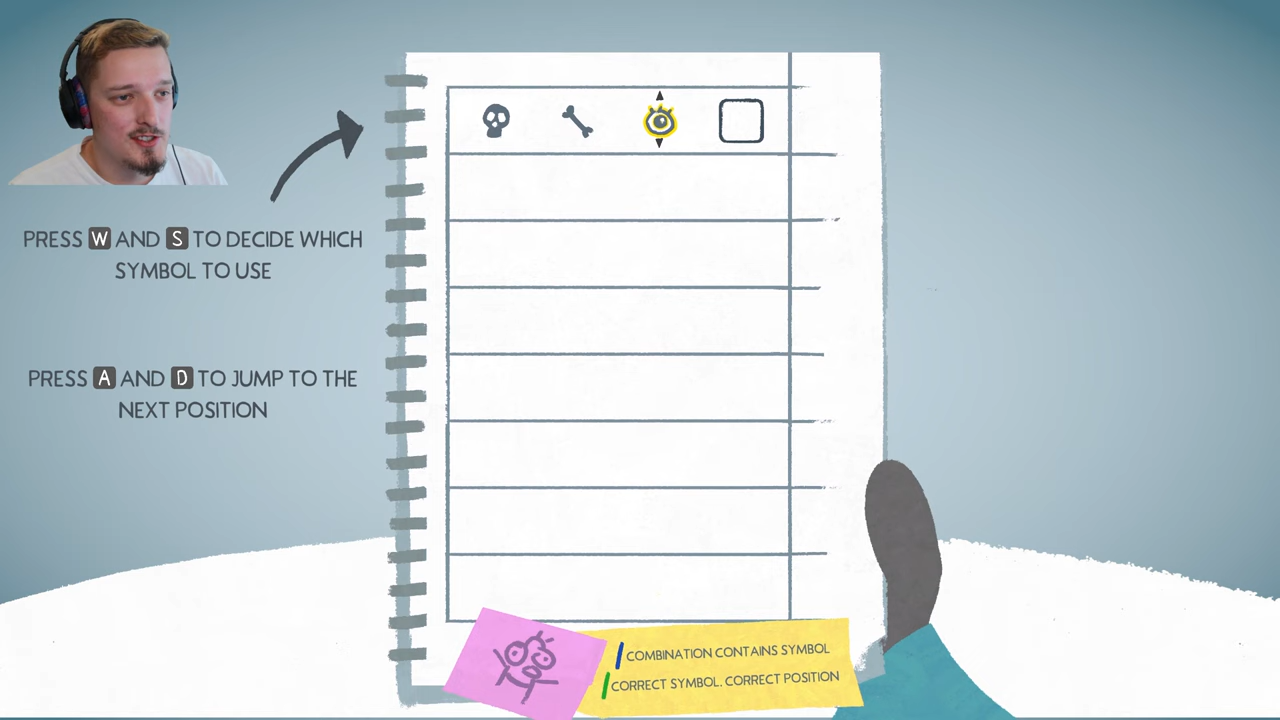 PRESS W AND S TO DECIDE WHICH
SYMBOL TO USE
PRESS A AND D TO JUMP TO THE
NEXT POSITION
COMBINATION CONTAINS SYMBOL
CORRECT SYMBOL. CORRECT POSITION